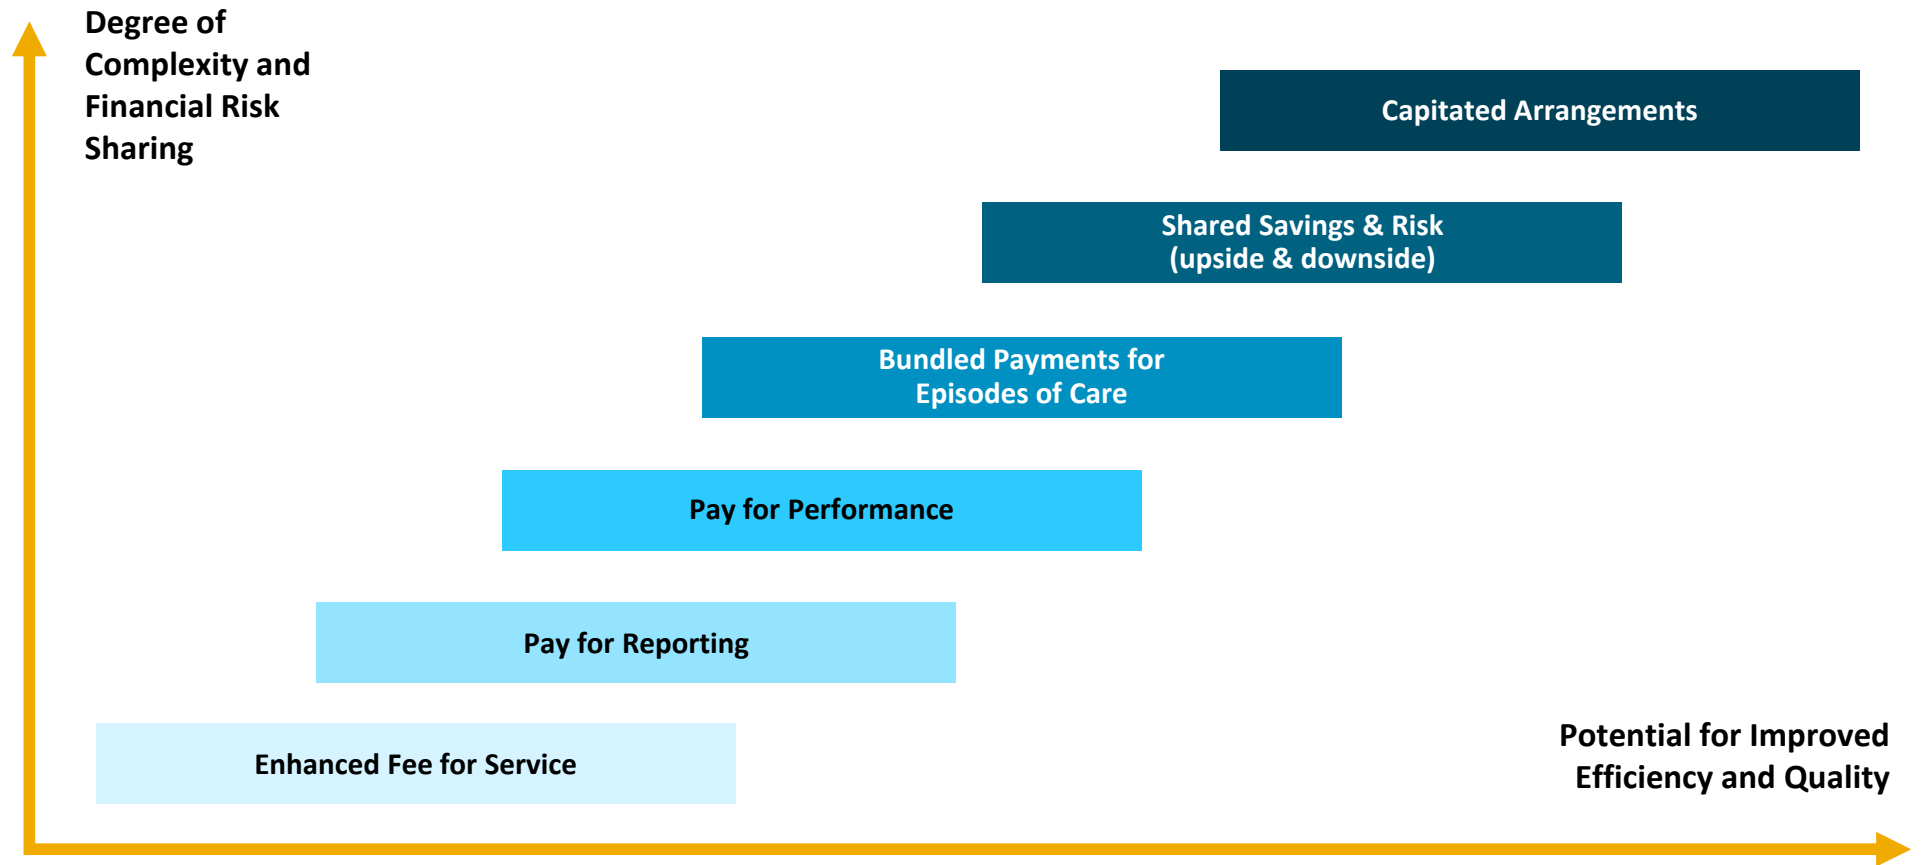 Degree of
Complexity and
Financial Risk
Sharing
Capitated Arrangements
Shared Savings & Risk
(upside & downside)
Bundled Payments for
Episodes of Care
Pay for Performance
Pay for Reporting
Enhanced Fee for Service
Potential for Improved
Efficiency and Quality